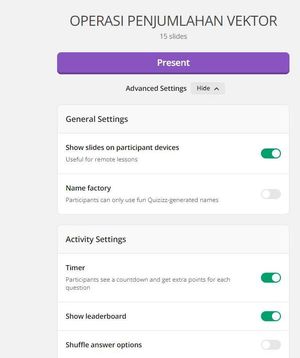 OPERASI PENJUMLAHAN VEKTOR
15 slides
Present
Advanced Settings Hide
General Settings
Show slides on participant devices
Useful for remote lessons
Name factory
Participants can only use fun Quizizz-generated names
Activity Settings
Timer
Participants see a countdown and get extra points for each
question
Show leaderboard
Shuffle answer options